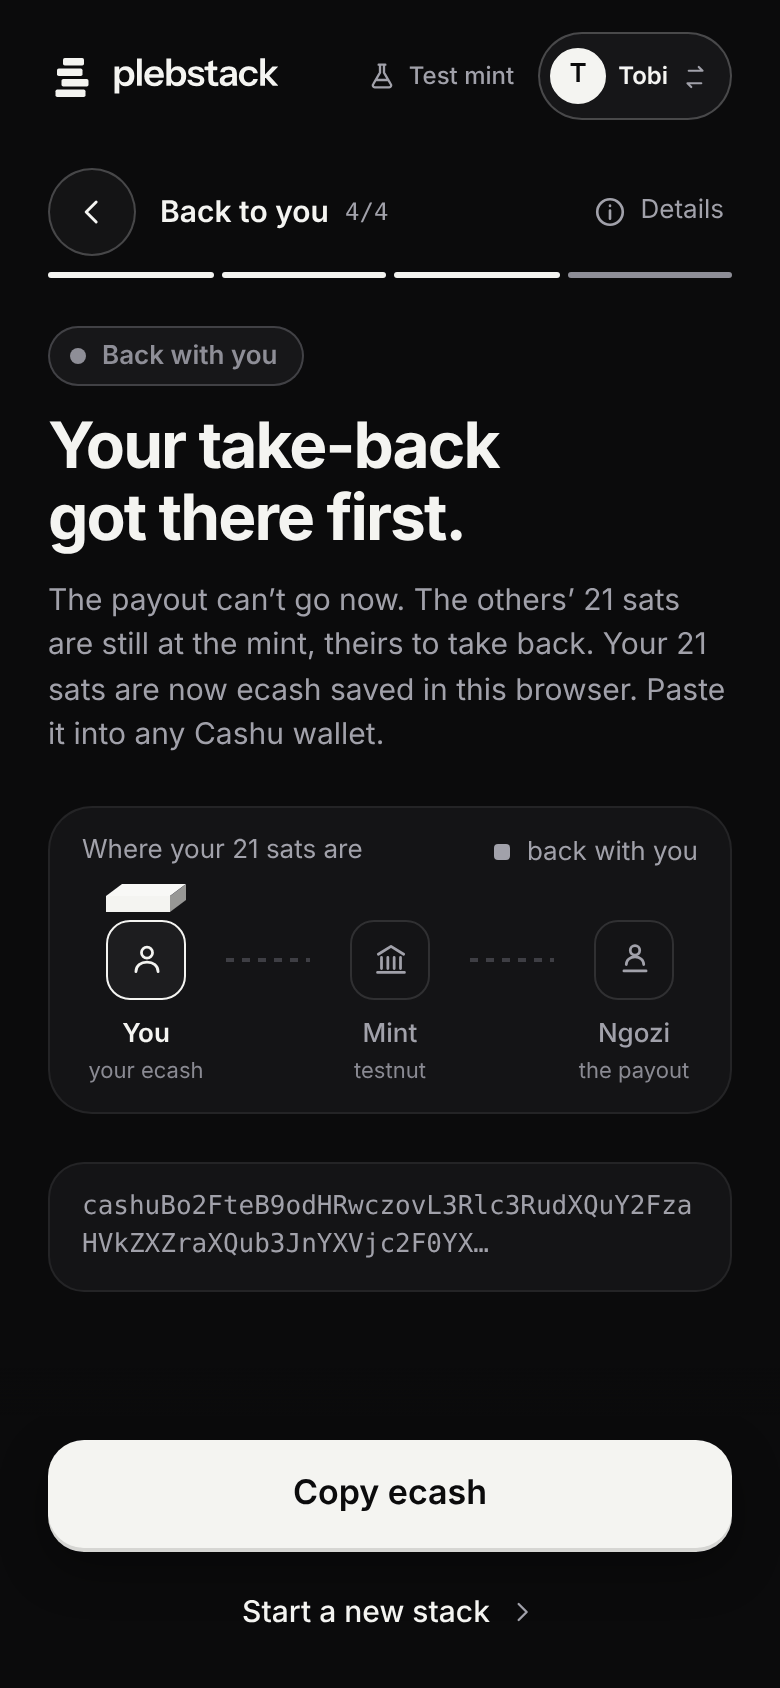 plebstack
Test mint
T
Tobi
Back to you 4/4
Details
Back with you
Your take-back
got there first.
The payout can’t go now. The others’ 21 sats
are still at the mint, theirs to take back. Your 21
sats are now ecash saved in this browser. Paste
it into any Cashu wallet.
Where your 21 sats are
back with you
You
your ecash
Mint
testnut
Ngozi
the payout
cashuBo2FteB9odHRwczovL3Rlc3RudXQuY2Fza
HVkZXZraXQub3JnYXVjc2F0YX…
Copy ecash
Start a new stack